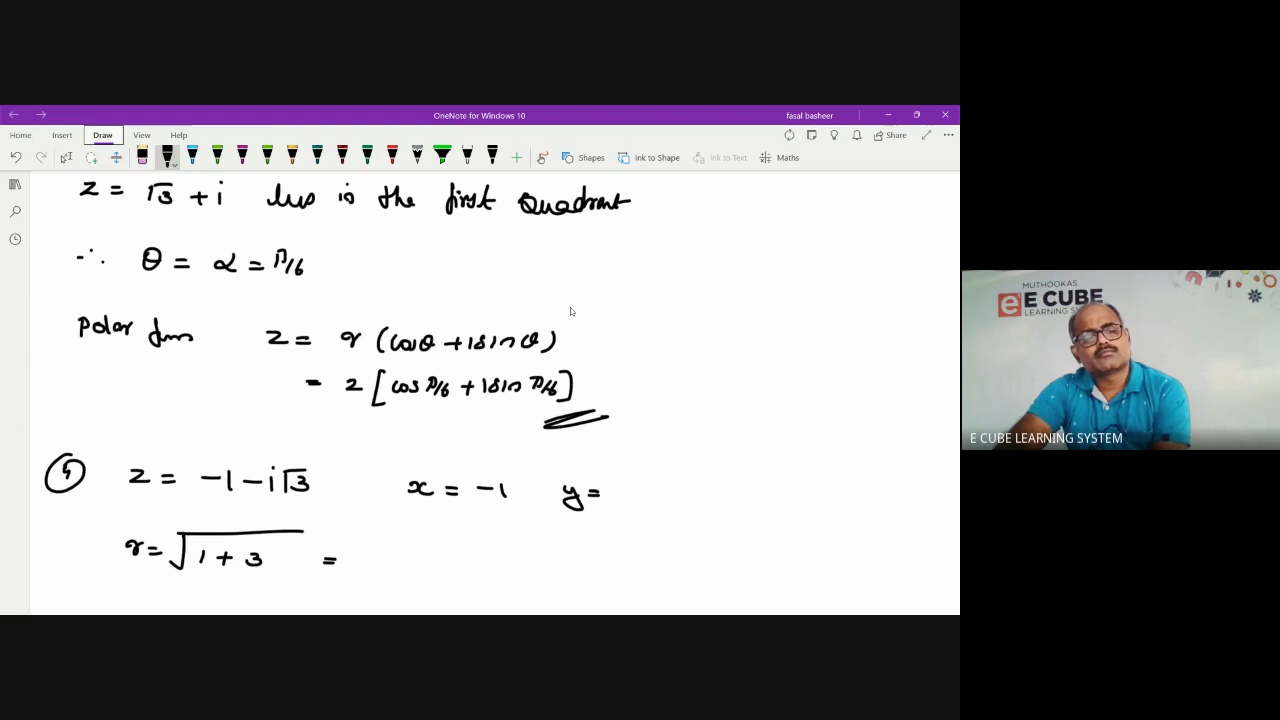 OneNote for Windows 10
fasal basheer
Home Insert Draw View Help
Share
Shapes Ink to Shape Ink to Text Maths
z = √3 + i lies is the first Quadrant
∴ θ = α = π/6
Polar form z = r (cosθ + i sinθ)
= 2 [cos π/6 + i sin π/6]
z = -1 - i√3 x = -1 y =
r = √1 + 3 =
MUTHOOKAS
e E CUBE
LEARNING SYSTEM
E CUBE LEARNING SYSTEM